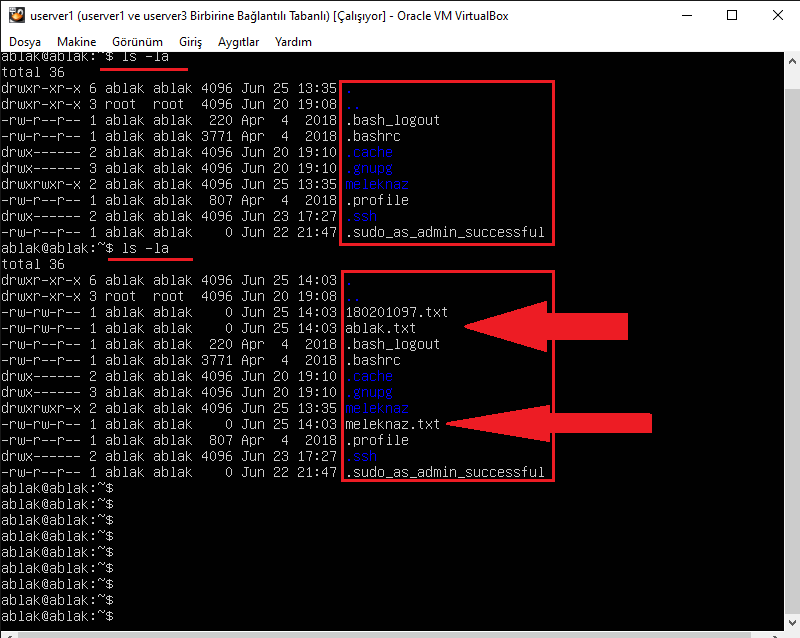 userver1 (userver1 ve userver3 Birbirine Bağlantılı Tabanlı) [Çalışıyor] - Oracle VM VirtualBox
Dosya Makine Görünüm Giriş Aygıtlar Yardım
ablak@ablak:~$ ls -la
total 36
drwxr-xr-x 6 ablak ablak 4096 Jun 25 13:35 .
drwxr-xr-x 3 root  root  4096 Jun 20 19:08 ..
-rw-r--r-- 1 ablak ablak  220 Apr  4  2018 .bash_logout
-rw-r--r-- 1 ablak ablak 3771 Apr  4  2018 .bashrc
drwx------ 2 ablak ablak 4096 Jun 20 19:10 .cache
drwx------ 3 ablak ablak 4096 Jun 20 19:10 .gnupg
drwxrwxr-x 2 ablak ablak 4096 Jun 25 13:35 meleknaz
-rw-r--r-- 1 ablak ablak  807 Apr  4  2018 .profile
drwx------ 2 ablak ablak 4096 Jun 23 17:27 .ssh
-rw-r--r-- 1 ablak ablak    0 Jun 22 21:47 .sudo_as_admin_successful
ablak@ablak:~$ ls -la
total 36
drwxr-xr-x 6 ablak ablak 4096 Jun 25 14:03 .
drwxr-xr-x 3 root  root  4096 Jun 20 19:08 ..
-rw-rw-r-- 1 ablak ablak    0 Jun 25 14:03 180201097.txt
-rw-rw-r-- 1 ablak ablak    0 Jun 25 14:03 ablak.txt
-rw-r--r-- 1 ablak ablak  220 Apr  4  2018 .bash_logout
-rw-r--r-- 1 ablak ablak 3771 Apr  4  2018 .bashrc
drwx------ 2 ablak ablak 4096 Jun 20 19:10 .cache
drwx------ 3 ablak ablak 4096 Jun 20 19:10 .gnupg
drwxrwxr-x 2 ablak ablak 4096 Jun 25 13:35 meleknaz
-rw-rw-r-- 1 ablak ablak    0 Jun 25 14:03 meleknaz.txt
-rw-r--r-- 1 ablak ablak  807 Apr  4  2018 .profile
drwx------ 2 ablak ablak 4096 Jun 23 17:27 .ssh
-rw-r--r-- 1 ablak ablak    0 Jun 22 21:47 .sudo_as_admin_successful
ablak@ablak:~$
ablak@ablak:~$
ablak@ablak:~$
ablak@ablak:~$
ablak@ablak:~$
ablak@ablak:~$
ablak@ablak:~$
ablak@ablak:~$
ablak@ablak:~$